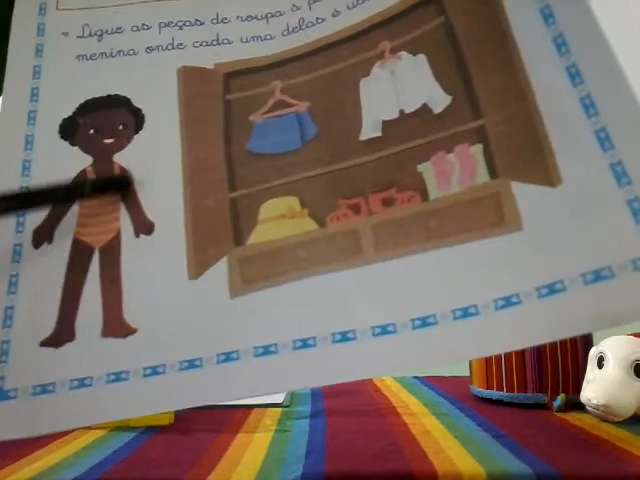 Ligue as peças de roupa s
menina onde cada uma delas é